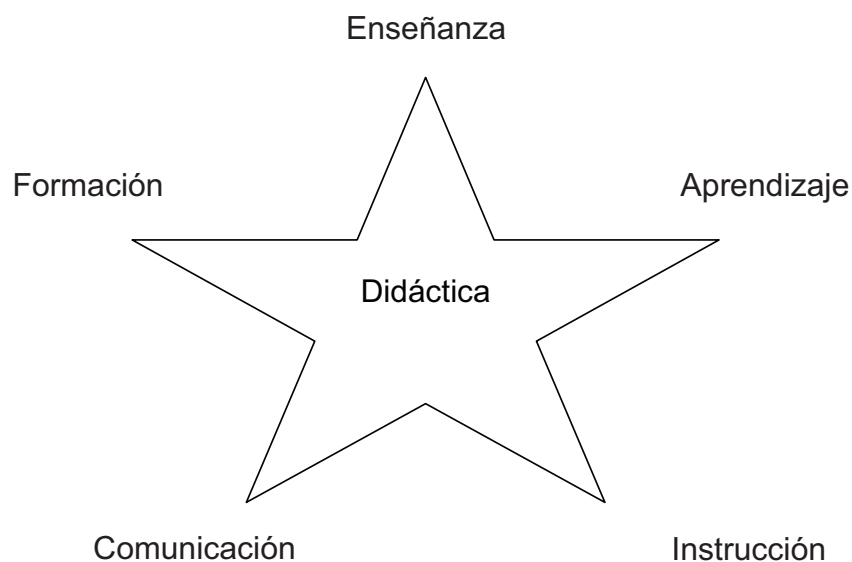 Enseñanza
Formación
Aprendizaje
Didáctica
Comunicación
Instrucción